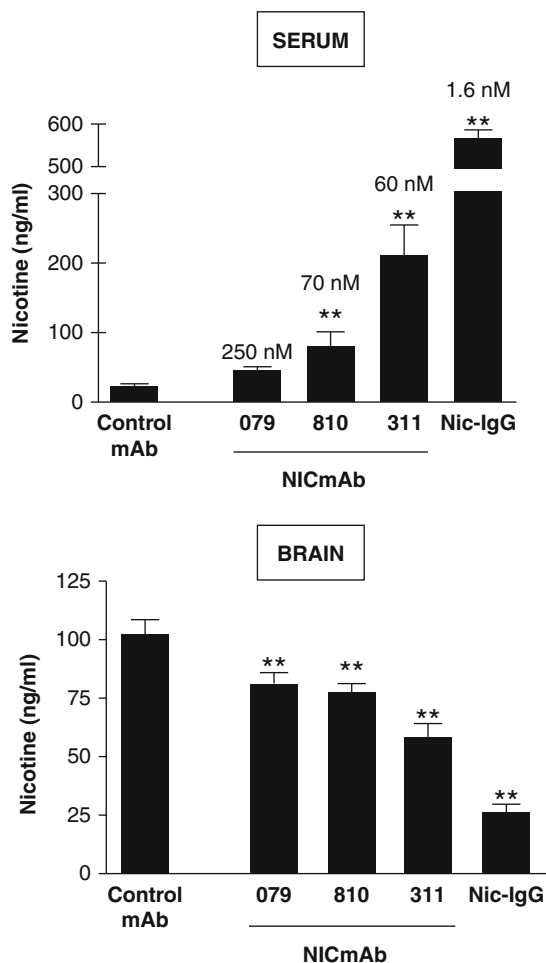 SERUM
1.6 nM
**
600
500
300
200
100
0
Nicotine (ng/ml)
60 nM
**
70 nM
**
250 nM
Control mAb
079
810
311
Nic-IgG
NICmAb
BRAIN
125
100
75
50
25
0
Nicotine (ng/ml)
**
**
**
**
Control mAb
079
810
311
Nic-IgG
NICmAb